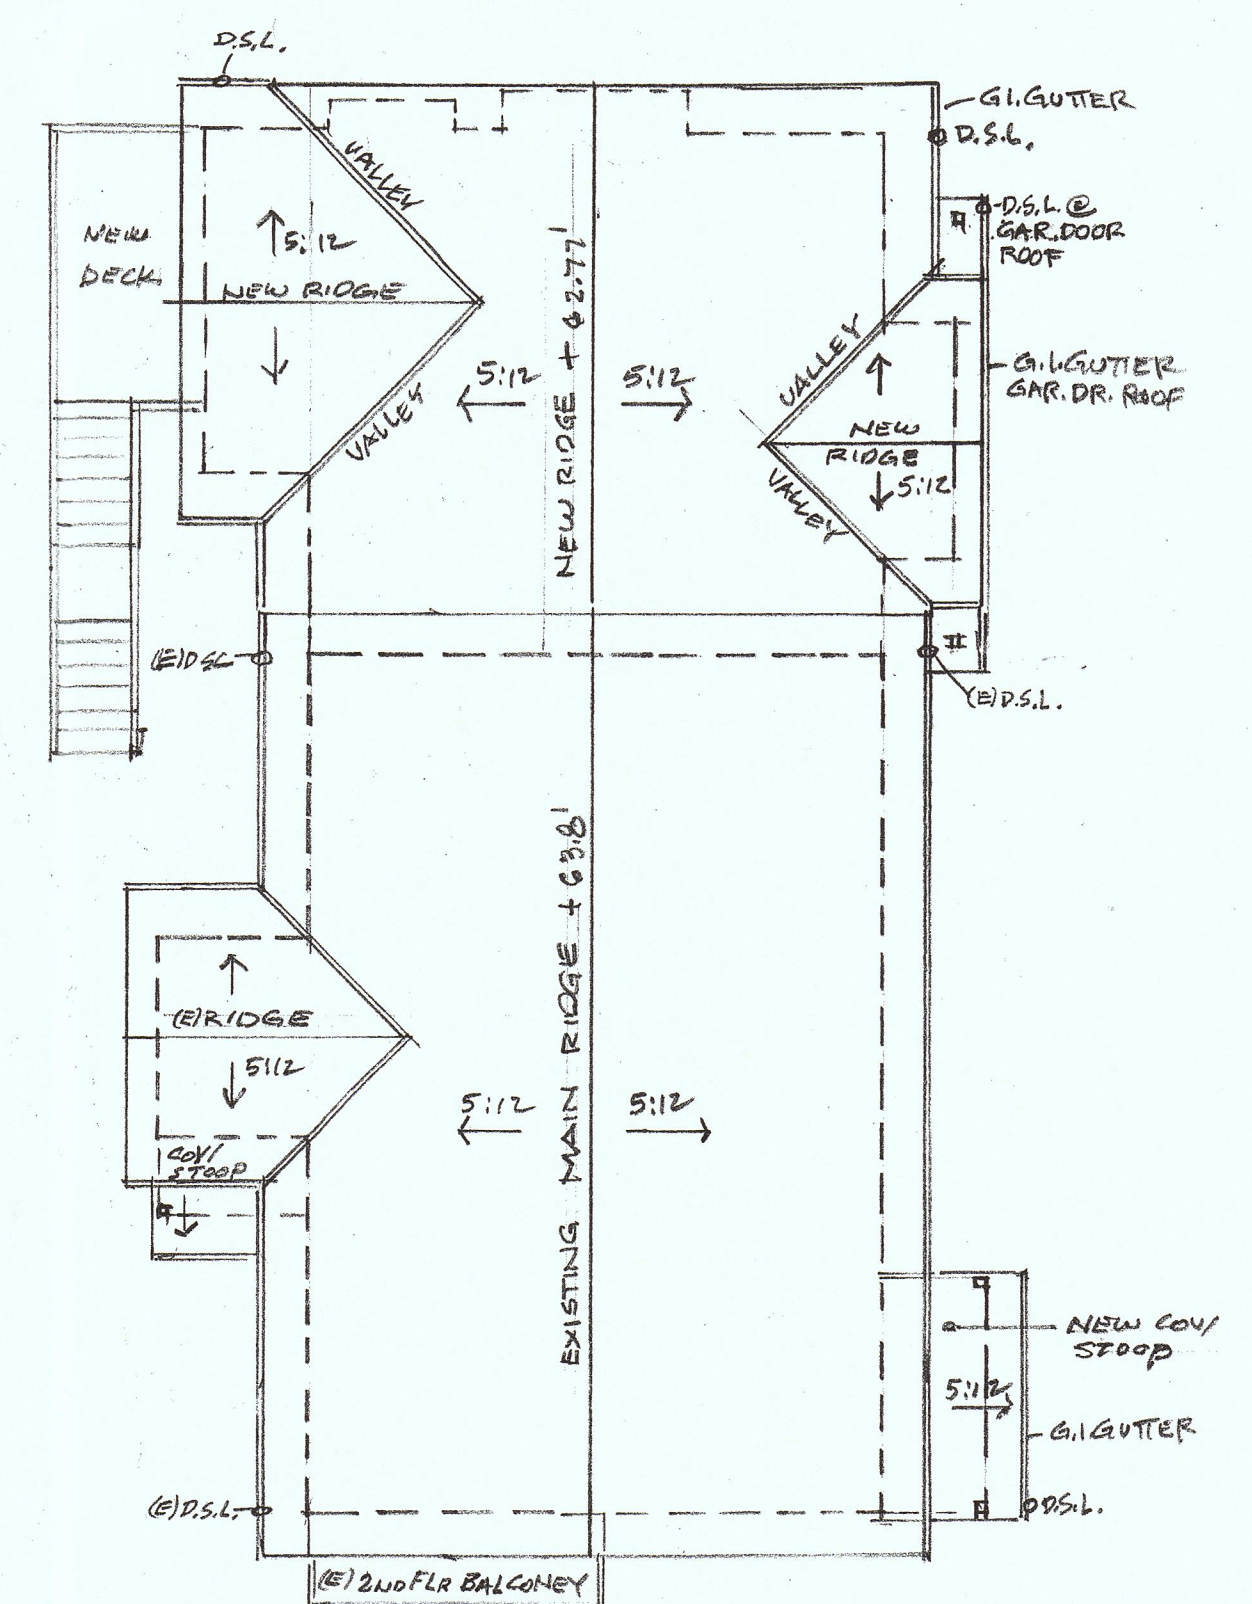 D.S.L.
G.I. GUTTER
D.S.L.
VALLEY
D.S.L. @
GAR. DOOR
ROOF
NEW
DECK
5:12
NEW RIDGE
NEW RIDGE + 62.77'
VALLEY
G.I. GUTTER
GAR. DR. ROOF
5:12
5:12
VALLEY
NEW
RIDGE
5:12
VALLEY
(E) D.S.L.
(E) D.S.L.
EXISTING MAIN RIDGE + 63.8'
(E) RIDGE
5:12
5:12
5:12
COV/
STOOP
NEW COV/
STOOP
5:12
G.I GUTTER
(E) D.S.L.
D.S.L.
(E) 2ND FLR BALCONEY